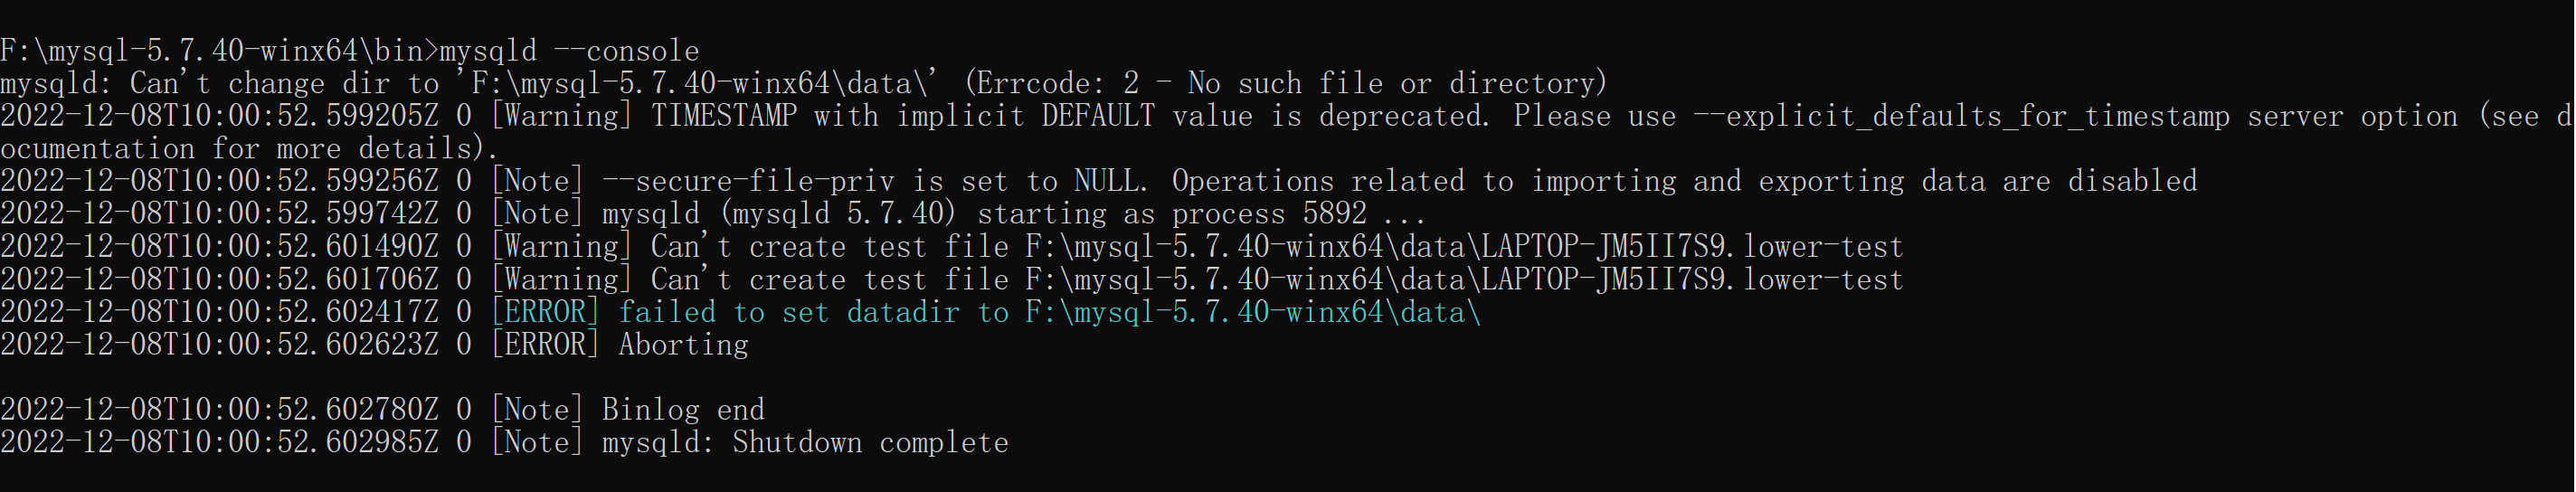 F:\mysql-5.7.40-winx64\bin>mysqld --console
mysqld: Can't change dir to 'F:\mysql-5.7.40-winx64\data\' (Errcode: 2 - No such file or directory)
2022-12-08T10:00:52.599205Z 0 [Warning] TIMESTAMP with implicit DEFAULT value is deprecated. Please use --explicit_defaults_for_timestamp server option (see d
ocumentation for more details).
2022-12-08T10:00:52.599256Z 0 [Note] --secure-file-priv is set to NULL. Operations related to importing and exporting data are disabled
2022-12-08T10:00:52.599742Z 0 [Note] mysqld (mysqld 5.7.40) starting as process 5892 ...
2022-12-08T10:00:52.601490Z 0 [Warning] Can't create test file F:\mysql-5.7.40-winx64\data\LAPTOP-JM5II7S9.lower-test
2022-12-08T10:00:52.601706Z 0 [Warning] Can't create test file F:\mysql-5.7.40-winx64\data\LAPTOP-JM5II7S9.lower-test
2022-12-08T10:00:52.602417Z 0 [ERROR] failed to set datadir to F:\mysql-5.7.40-winx64\data\
2022-12-08T10:00:52.602623Z 0 [ERROR] Aborting
2022-12-08T10:00:52.602780Z 0 [Note] Binlog end
2022-12-08T10:00:52.602985Z 0 [Note] mysqld: Shutdown complete